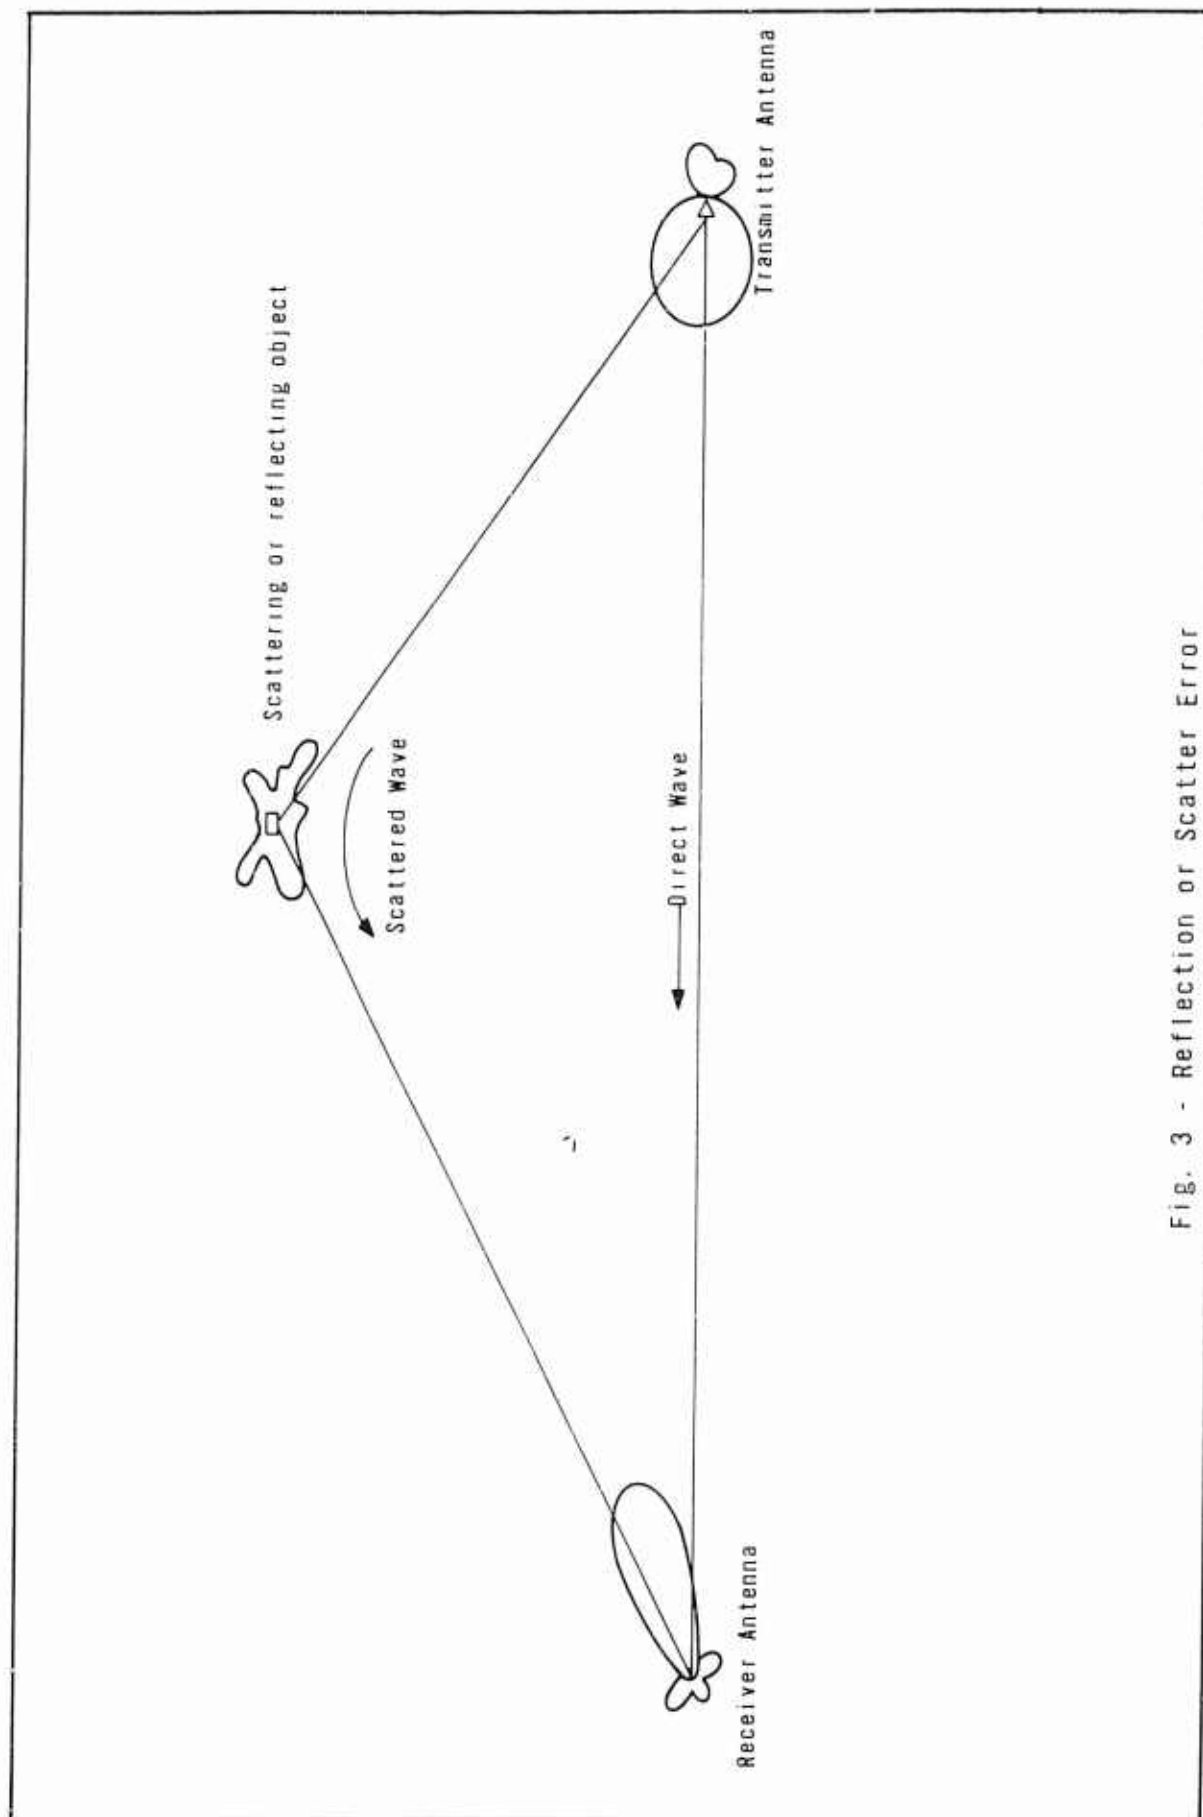 Scattering or reflecting object
Scattered Wave
Direct Wave
Transmitter Antenna
Receiver Antenna
Fig. 3 - Reflection or Scatter Error